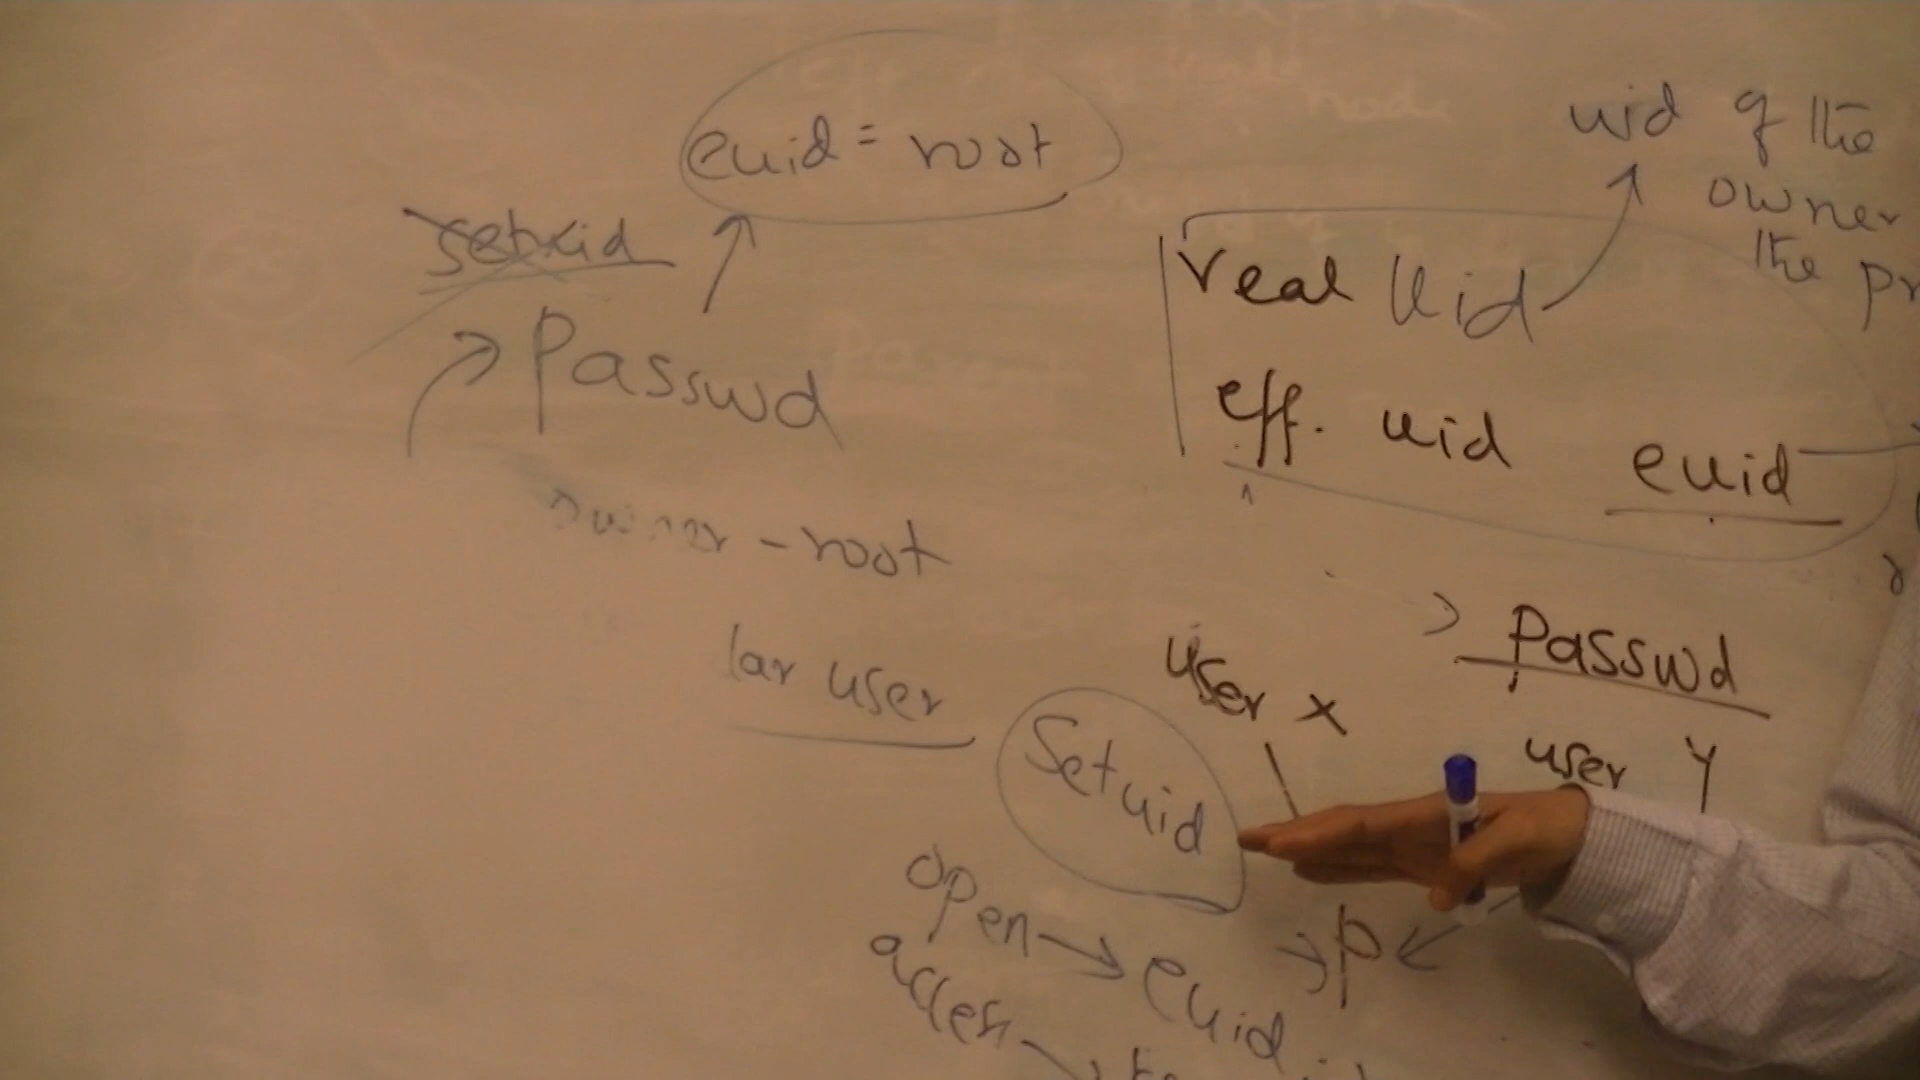 euid = root
setuid
Passwd
owner - root
lar user
uid of the
owner
the pr
real Uid
eff. uid euid
> Passwd
user x
user Y
Setuid
open → euid
access →
→ p ←